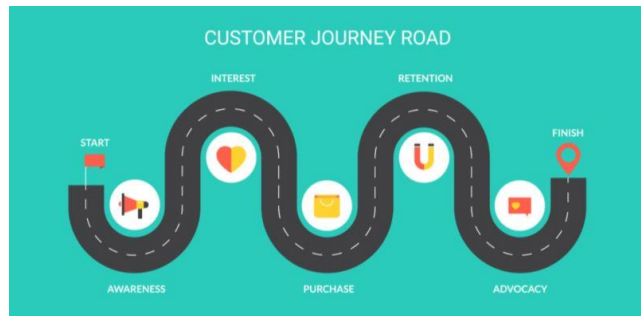 CUSTOMER JOURNEY ROAD
INTEREST
RETENTION
START
FINISH
AWARENESS
PURCHASE
ADVOCACY